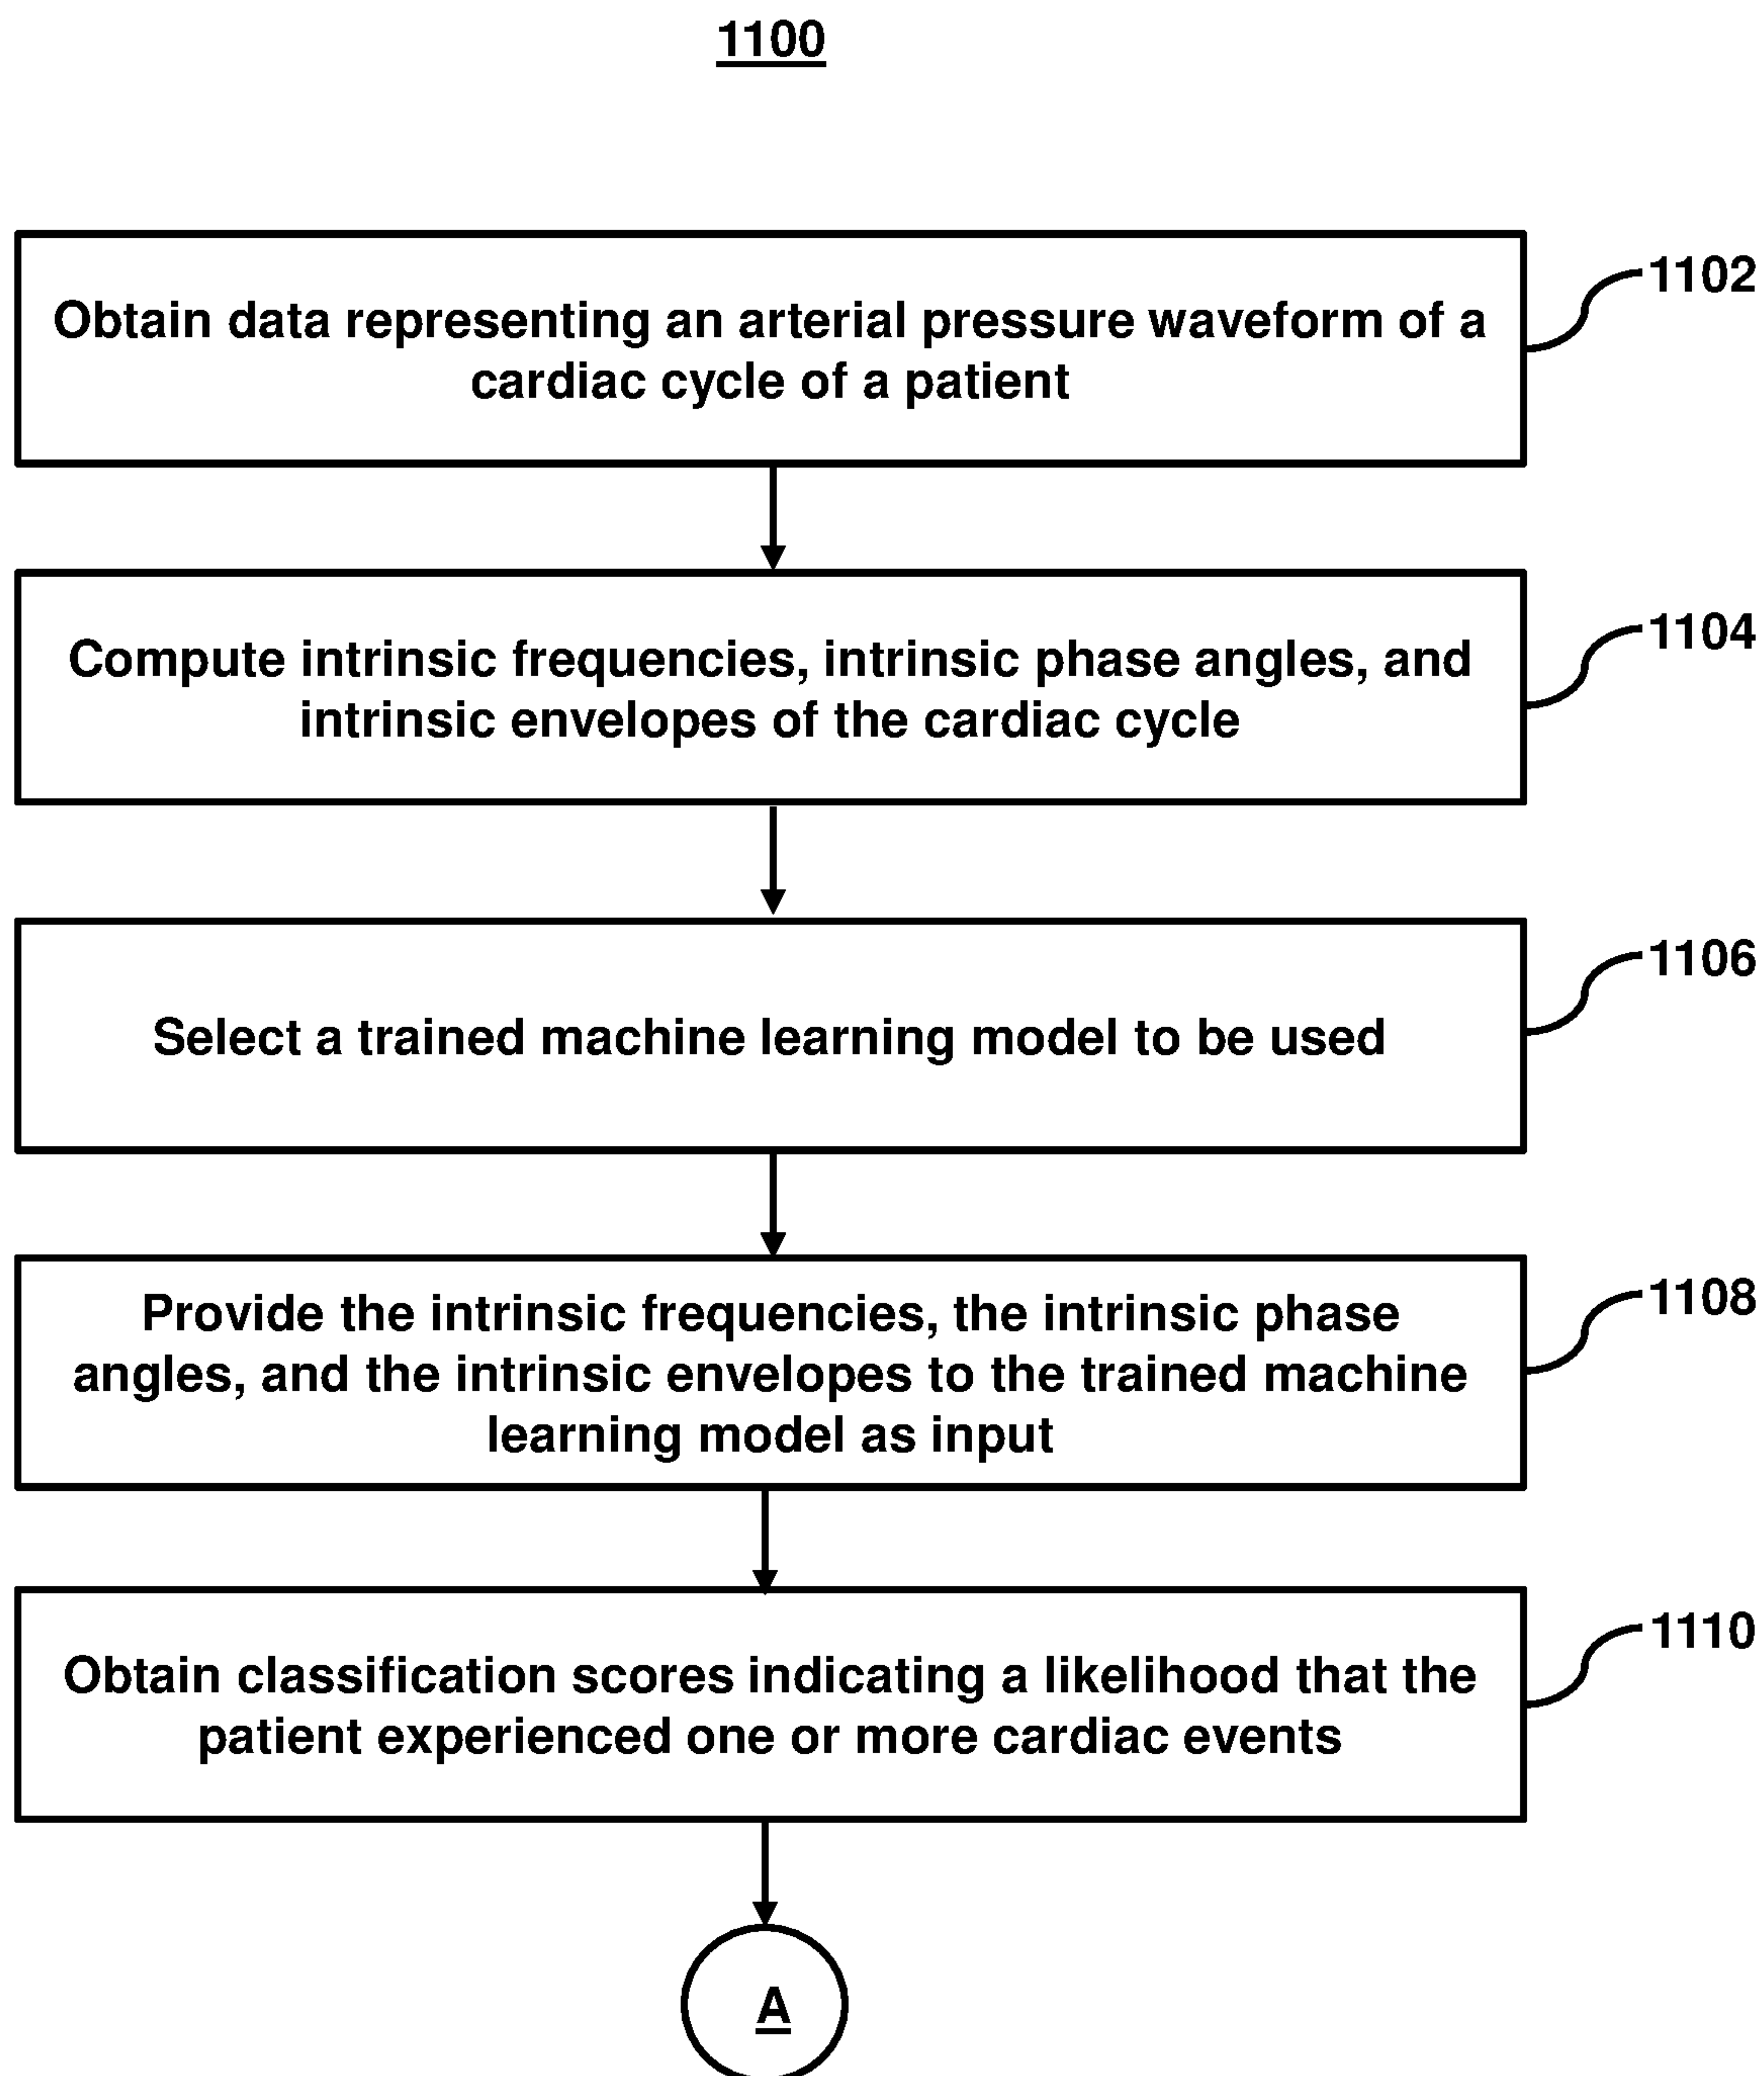 1100
Obtain data representing an arterial pressure waveform of a
cardiac cycle of a patient
1102
Compute intrinsic frequencies, intrinsic phase angles, and
intrinsic envelopes of the cardiac cycle
1104
Select a trained machine learning model to be used
1106
Provide the intrinsic frequencies, the intrinsic phase
angles, and the intrinsic envelopes to the trained machine
learning model as input
1108
Obtain classification scores indicating a likelihood that the
patient experienced one or more cardiac events
1110
A